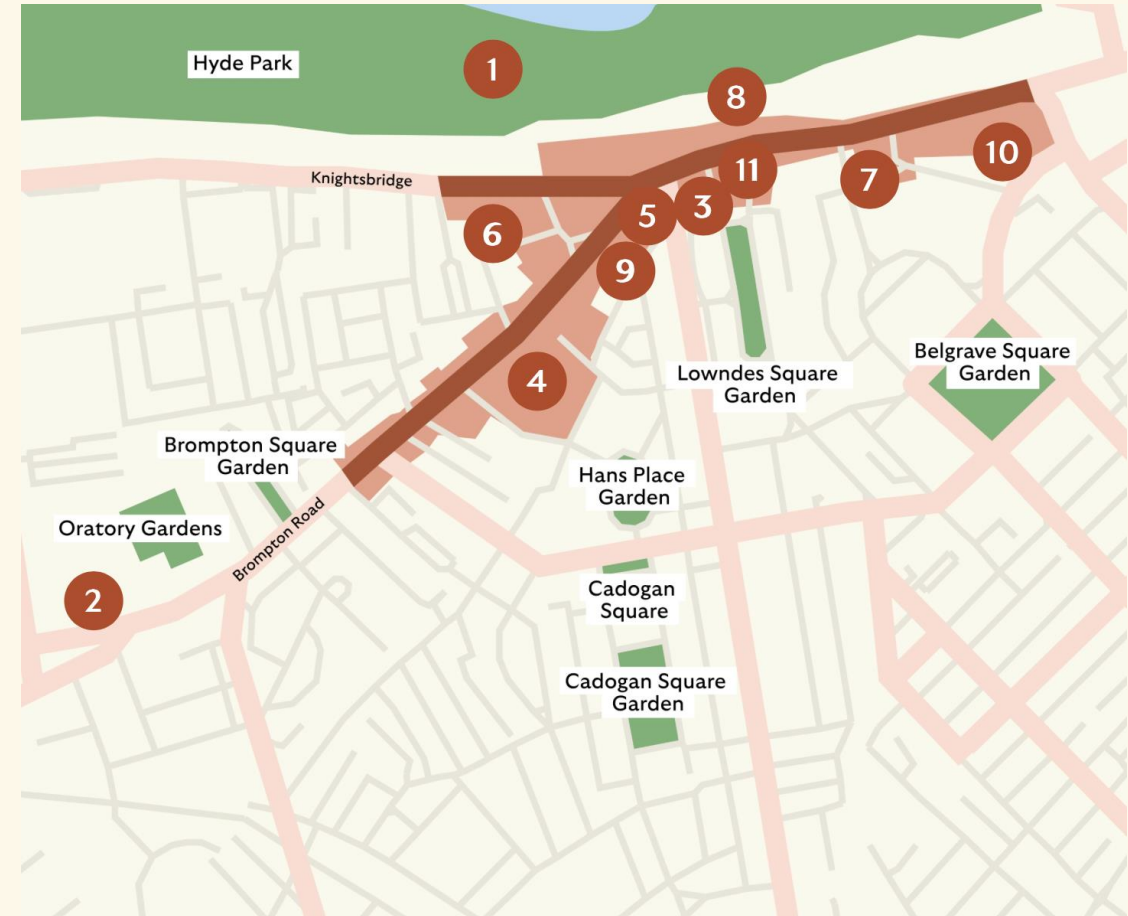 Hyde Park
1
8
Knightsbridge
11
10
7
3
5
6
9
Belgrave Square
Garden
Lowndes Square
Garden
4
Brompton Square
Garden
Hans Place
Garden
Oratory Gardens
Brompton Road
2
Cadogan
Square
Cadogan Square
Garden